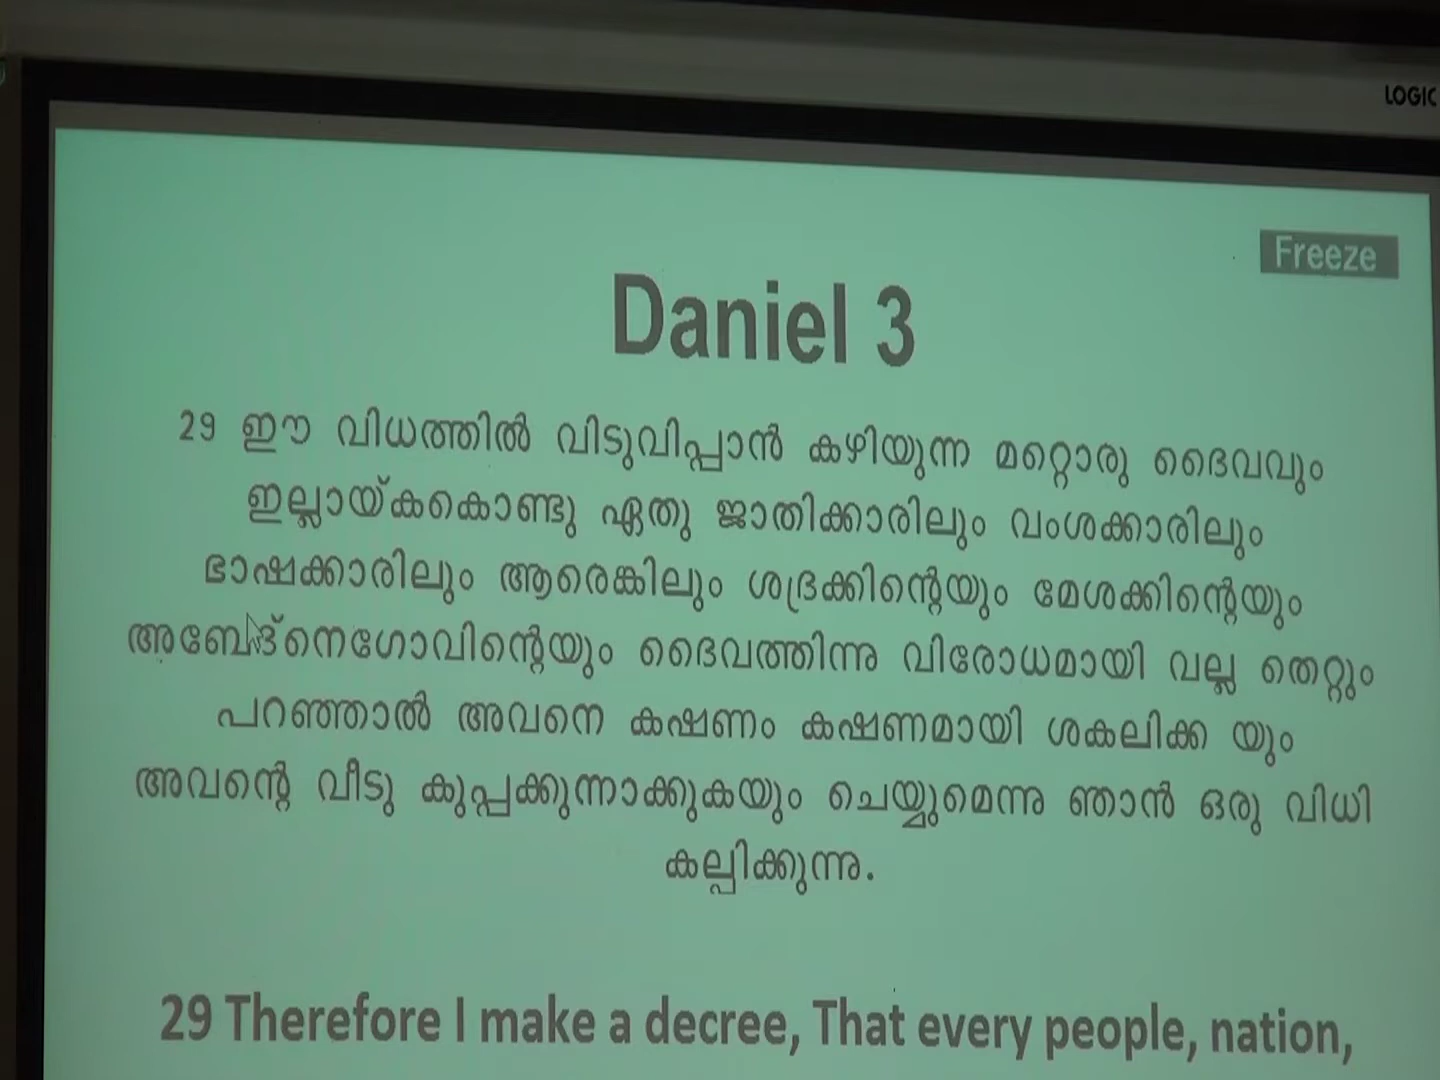 LOGIC
Freeze
Daniel 3
29 ഈ വിധത്തിൽ വിടുവിപ്പാൻ കഴിയുന്ന മറ്റൊരു ദൈവവും
ഇല്ലായ്കകൊണ്ടു ഏതു ജാതിക്കാരിലും വംശക്കാരിലും
ഭാഷക്കാരിലും ആരെങ്കിലും ശദ്രക്കിന്റെയും മേശക്കിന്റെയും
അബേദ്നെഗോവിന്റെയും ദൈവത്തിന്നു വിരോധമായി വല്ല തെറ്റും
പറഞ്ഞാൽ അവനെ കഷണം കഷണമായി ശകലിക്ക യും
അവന്റെ വീടു കുപ്പക്കുന്നാക്കുകയും ചെയ്യുമെന്നു ഞാൻ ഒരു വിധി
കല്പിക്കുന്നു.
29 Therefore I make a decree, That every people, nation,